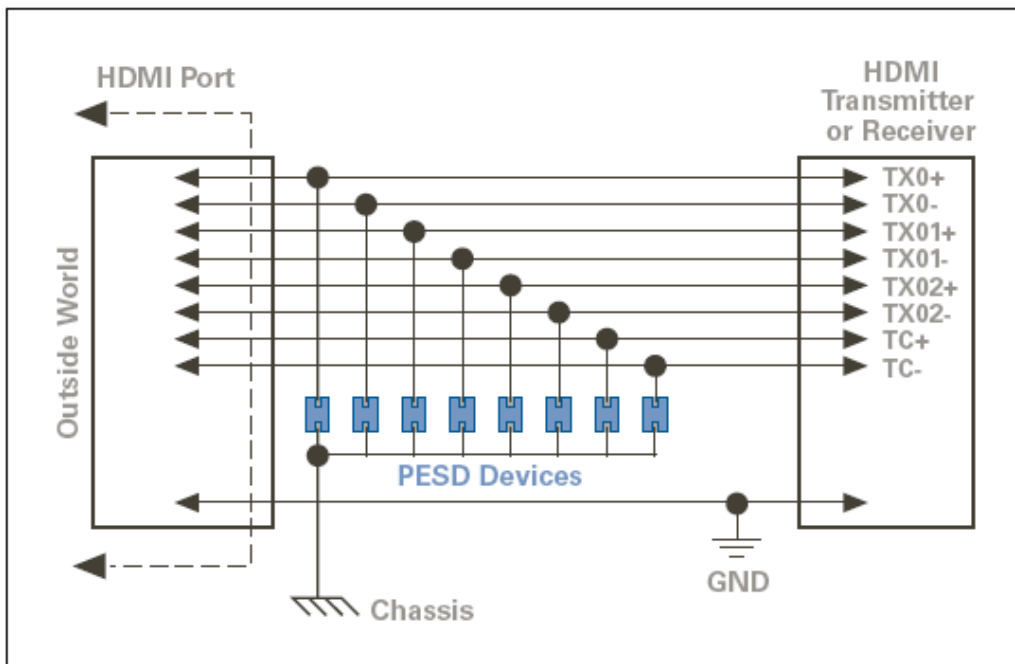 HDMI Port
HDMI
Transmitter
or Receiver
Outside World
TX0+
TX0-
TX01+
TX01-
TX02+
TX02-
TC+
TC-
PESD Devices
GND
Chassis